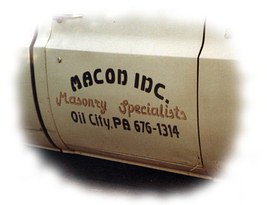 MACON INC.
Masonry Specialists
Oil City, PA 676-1314